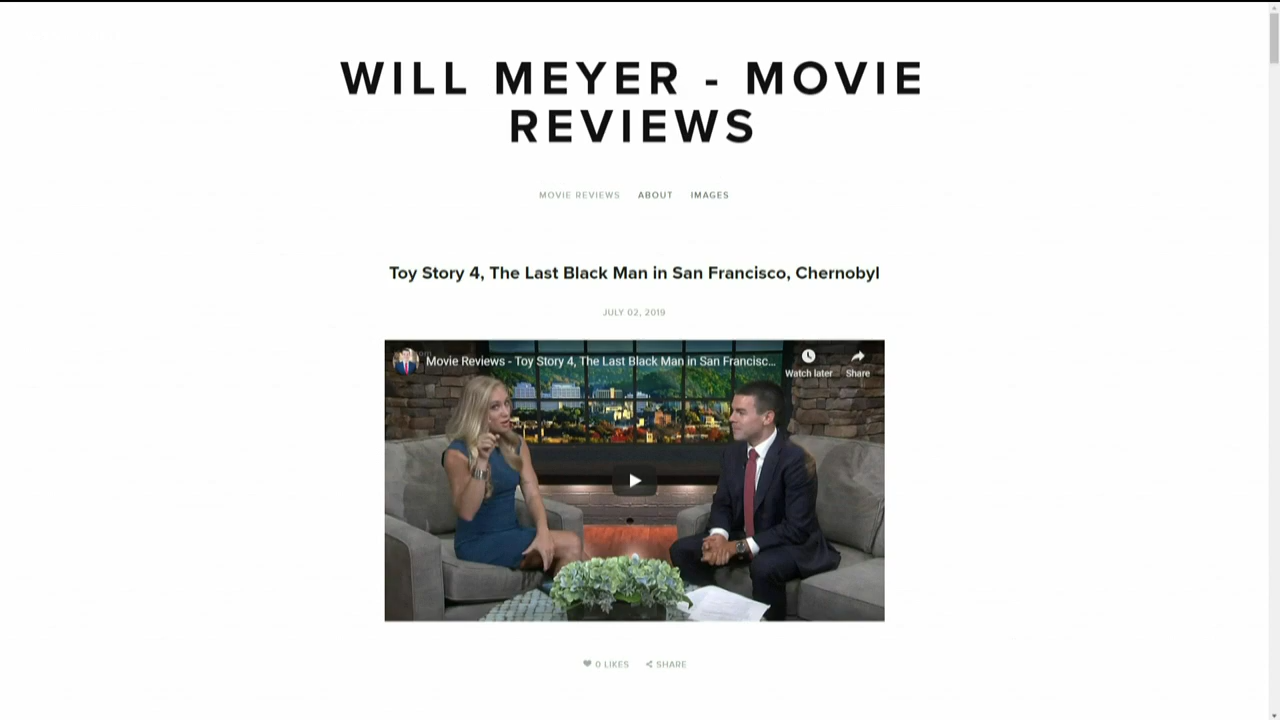 WILL MEYER - MOVIE
REVIEWS
MOVIE REVIEWS ABOUT IMAGES
Toy Story 4, The Last Black Man in San Francisco, Chernobyl
JULY 02, 2019
Movie Reviews - Toy Story 4, The Last Black Man in San Francisc...
Watch later Share
0 LIKES SHARE